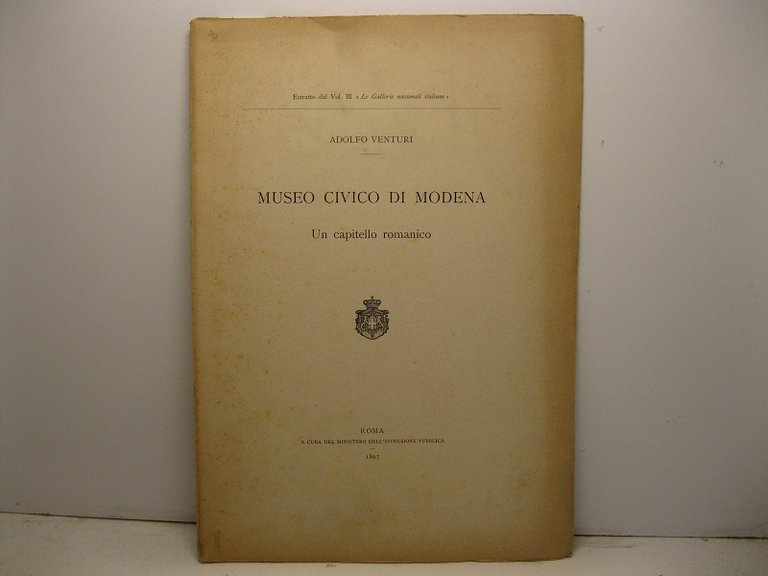 Estratto dal Vol. III « Le Gallerie nazionali italiane »
ADOLFO VENTURI
MUSEO CIVICO DI MODENA
Un capitello romanico
ROMA
A CURA DEL MINISTERO DELL'ISTRUZIONE PUBBLICA
1897